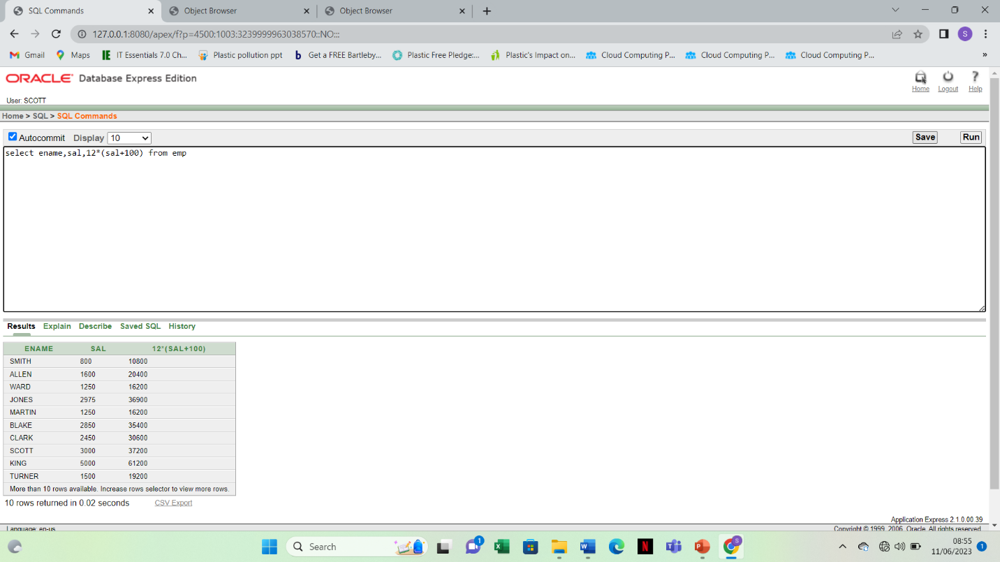 SQL Commands Object Browser Object Browser
127.0.0.1:8080/apex/f?p=4500:1003:3239999963038570::NO::: S
Gmail Maps IT Essentials 7.0 Ch... Plastic pollution ppt b Get a FREE Bartleby... Plastic Free Pledge:... Plastic's Impact on... Cloud Computing P... Cloud Computing P... Cloud Computing P... »
ORACLE Database Express Edition
Home Logout Help
User: SCOTT
Home > SQL > SQL Commands
Autocommit Display 10 Save Run
select ename,sal,12*(sal+100) from emp
Results Explain Describe Saved SQL History
ENAME SAL 12*(SAL+100)
SMITH 800 10800
ALLEN 1600 20400
WARD 1250 16200
JONES 2975 36900
MARTIN 1250 16200
BLAKE 2850 35400
CLARK 2450 30600
SCOTT 3000 37200
KING 5000 61200
TURNER 1500 19200
More than 10 rows available. Increase rows selector to view more rows.
10 rows returned in 0.02 seconds CSV Export
Application Express 2.1.0.00.39
Language: en-us Copyright © 1999, 2006, Oracle. All rights reserved.
Search 1 08:55
11/06/2023 1